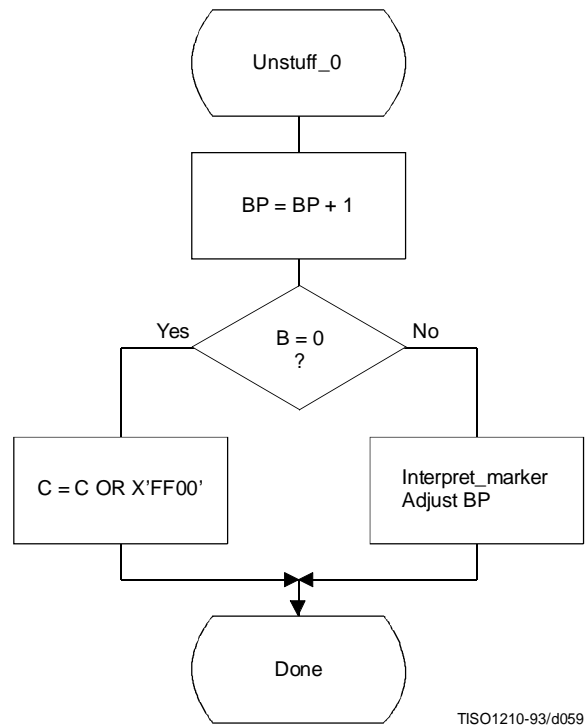 Unstuff_0
BP = BP + 1
Yes
B = 0
?
No
C = C OR X’FF00’
Interpret_marker
Adjust BP
Done
TISO1210-93/d059